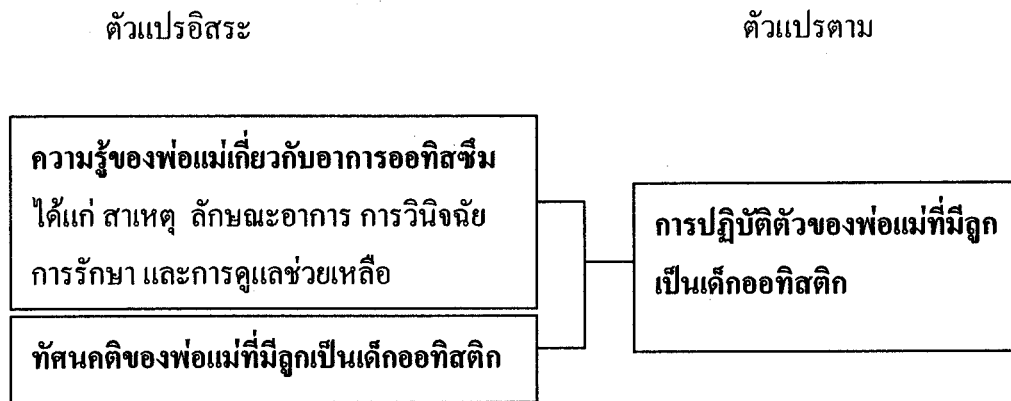 ตัวแปรอิสระ
ตัวแปรตาม
ความรู้ของพ่อแม่เกี่ยวกับอาการออทิสซึม
ได้แก่ สาเหตุ ลักษณะอาการ การวินิจฉัย
การรักษา และการดูแลช่วยเหลือ
ทัศนคติของพ่อแม่ที่มีลูกเป็นเด็กออทิสติก
การปฏิบัติตัวของพ่อแม่ที่มีลูก
เป็นเด็กออทิสติก